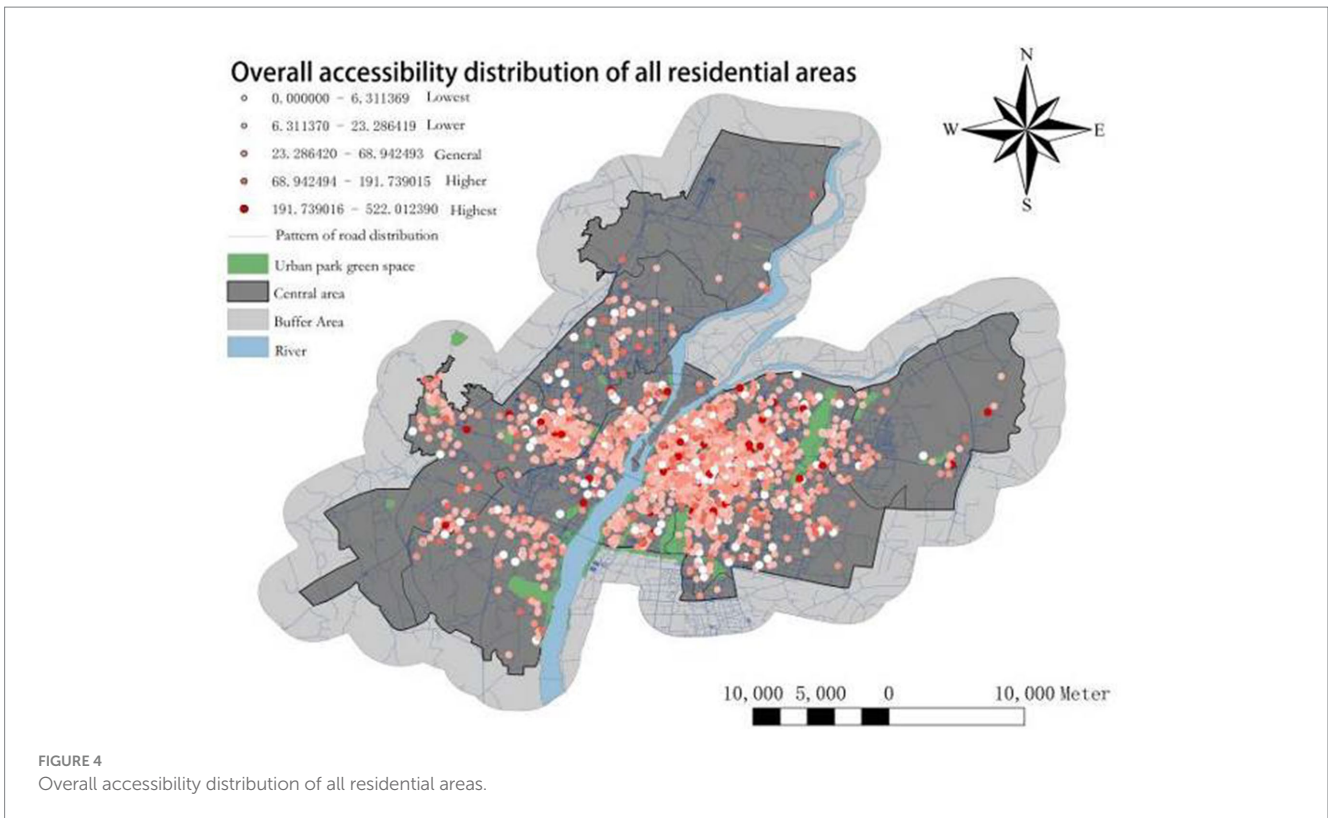 Overall accessibility distribution of all residential areas
0.000000 - 6.311369 Lowest
6.311370 - 23.286419 Lower
23.286420 - 68.942493 General
68.942494 - 191.739015 Higher
191.739016 - 522.012390 Highest
Pattern of road distribution
Urban park green space
Central area
Buffer Area
River
N
W E
S
10,000 5,000 0 10,000 Meter
FIGURE 4
Overall accessibility distribution of all residential areas.